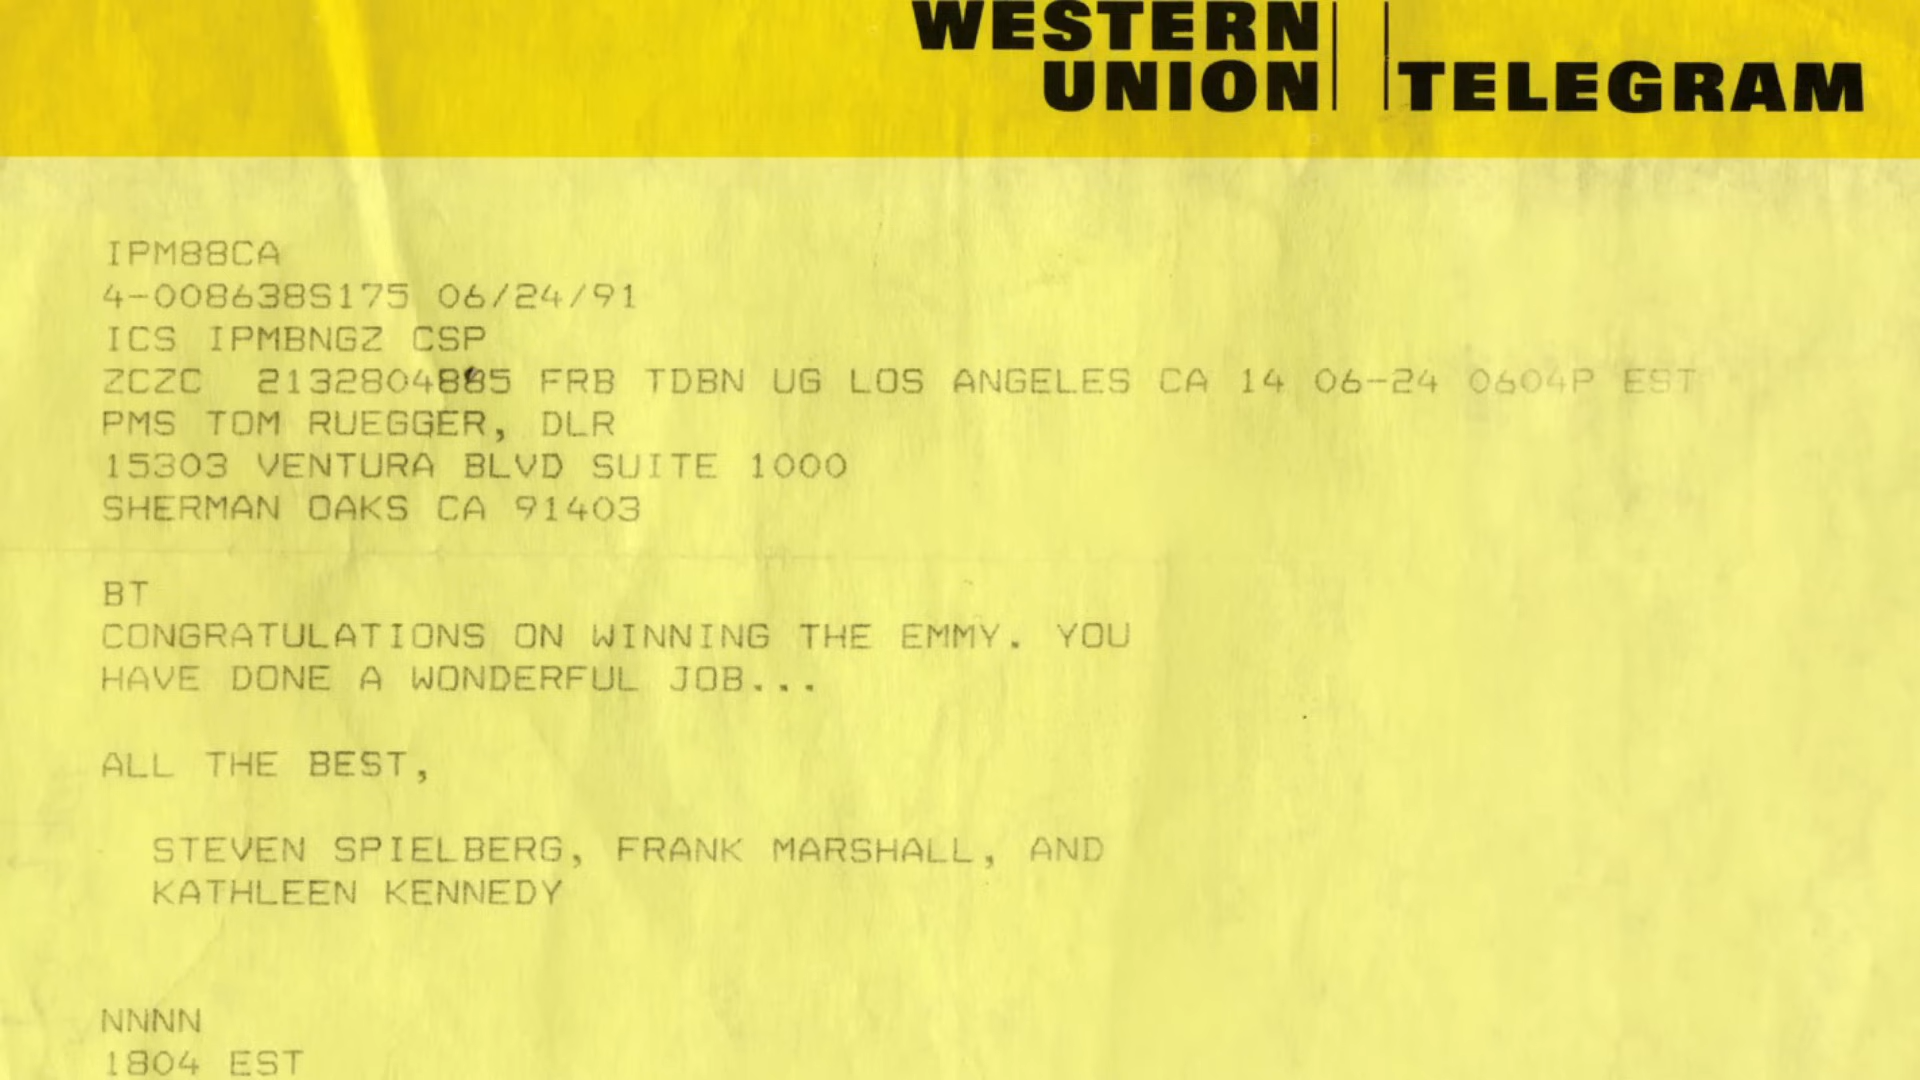 WESTERN
UNION TELEGRAM
IPM88CA
4-008638S175 06/24/91
ICS IPMBNGZ CSP
ZCZC 2132804885 FRB TDBN UG LOS ANGELES CA 14 06-24 0604P EST
PMS TOM RUEGGER, DLR
15303 VENTURA BLVD SUITE 1000
SHERMAN OAKS CA 91403
BT
CONGRATULATIONS ON WINNING THE EMMY. YOU
HAVE DONE A WONDERFUL JOB...
ALL THE BEST,
STEVEN SPIELBERG, FRANK MARSHALL, AND
KATHLEEN KENNEDY
NNNN
1804 EST